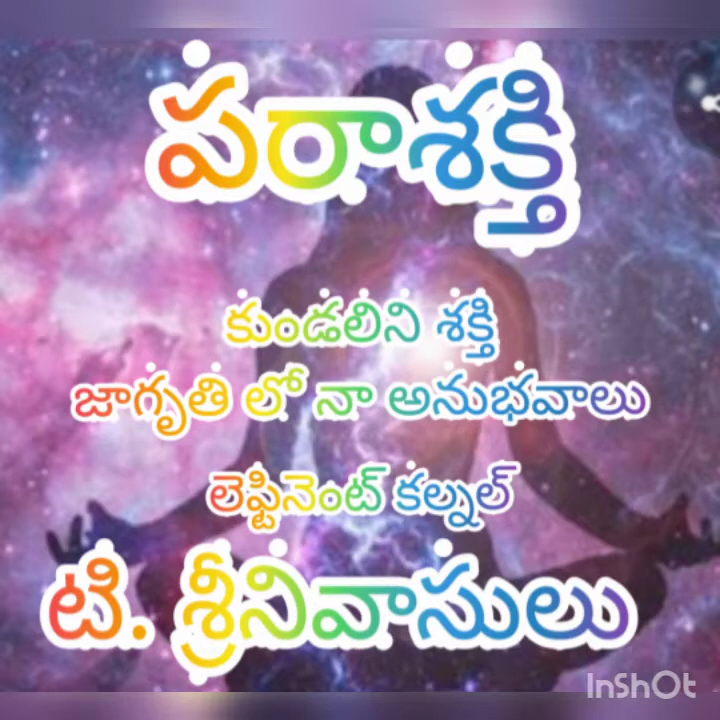 పరాశక్తి
కుండలిని శక్తి
జాగృతి లో నా అనుభవాలు
లెఫ్టినెంట్ కల్నల్
టి. శ్రీనివాసులు
InShOt